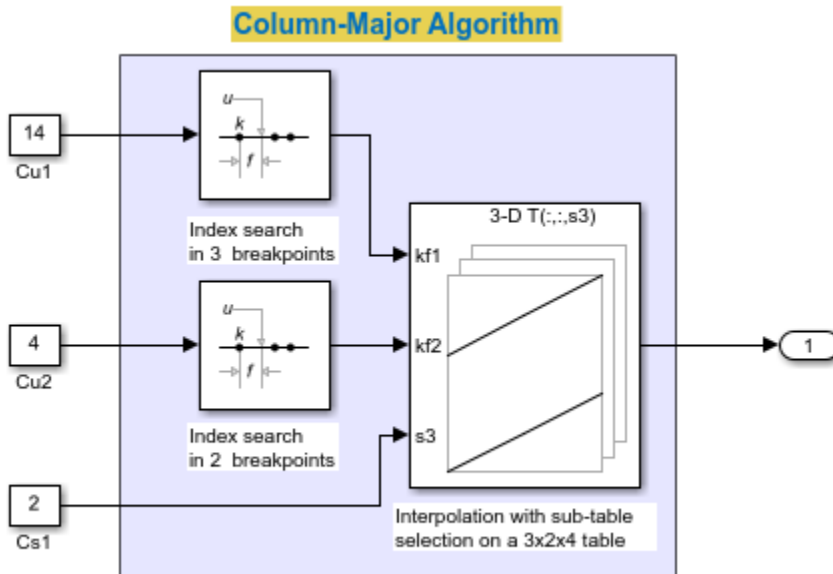 Column-Major Algorithm
14
Cu1
u
k
f
Index search
in 3 breakpoints
3-D T(:,:,s3)
kf1
4
Cu2
u
k
f
kf2
1
Index search
in 2 breakpoints
s3
2
Cs1
Interpolation with sub-table
selection on a 3x2x4 table